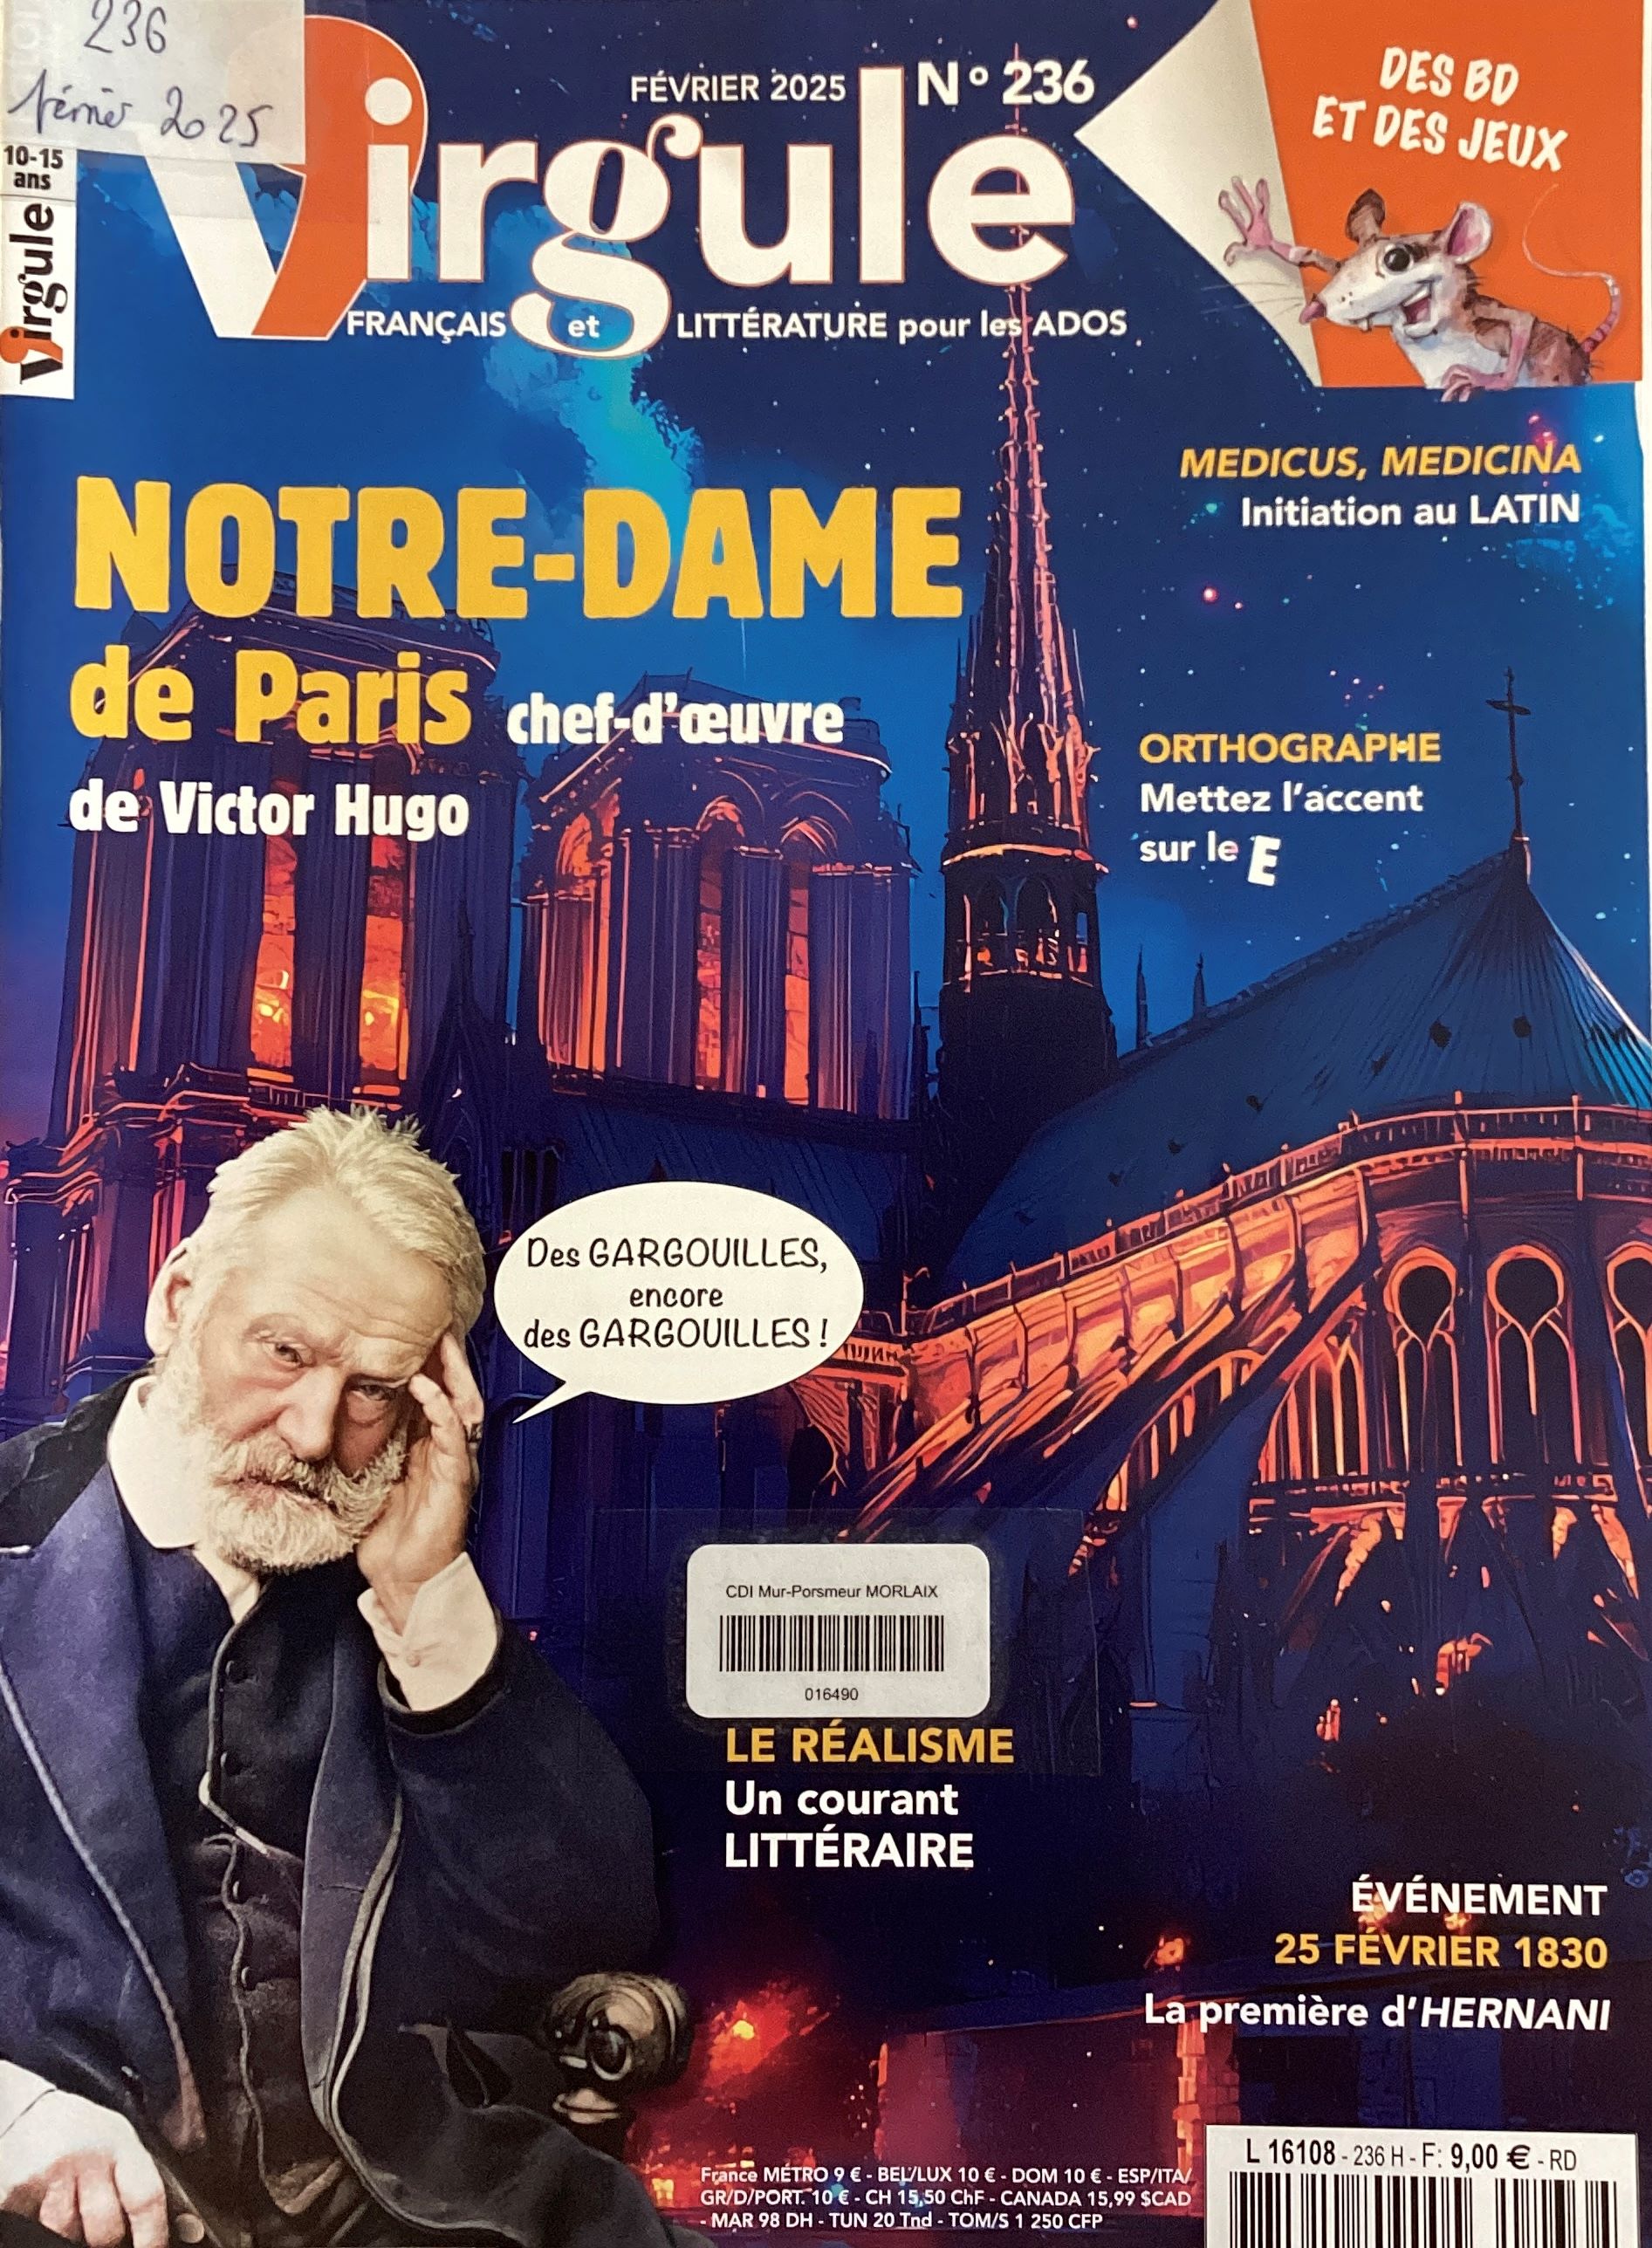 236
février 2025
10-15
ans
Virgule
FÉVRIER 2025
N° 236
Virgule
FRANÇAIS et LITTÉRATURE pour les ADOS
DES BD
ET DES JEUX
MEDICUS, MEDICINA
Initiation au LATIN
NOTRE-DAME
de Paris chef-d'œuvre
de Victor Hugo
ORTHOGRAPHE
Mettez l'accent
sur le E
Des GARGOUILLES,
encore
des GARGOUILLES !
CDI Mur-Porsmeur MORLAIX
016490
LE RÉALISME
Un courant
LITTÉRAIRE
ÉVÉNEMENT
25 FÉVRIER 1830
La première d'HERNANI
France MÉTRO 9 € - BEL/LUX 10 € - DOM 10 € - ESP/ITA/
GR/D/PORT. 10 € - CH 15,50 ChF - CANADA 15,99 $CAD
- MAR 98 DH - TUN 20 Tnd - TOM/S 1 250 CFP
L 16108 - 236 H - F: 9,00 € - RD